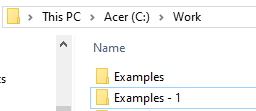 This PC > Acer (C:) > Work
Name
Examples
Examples - 1